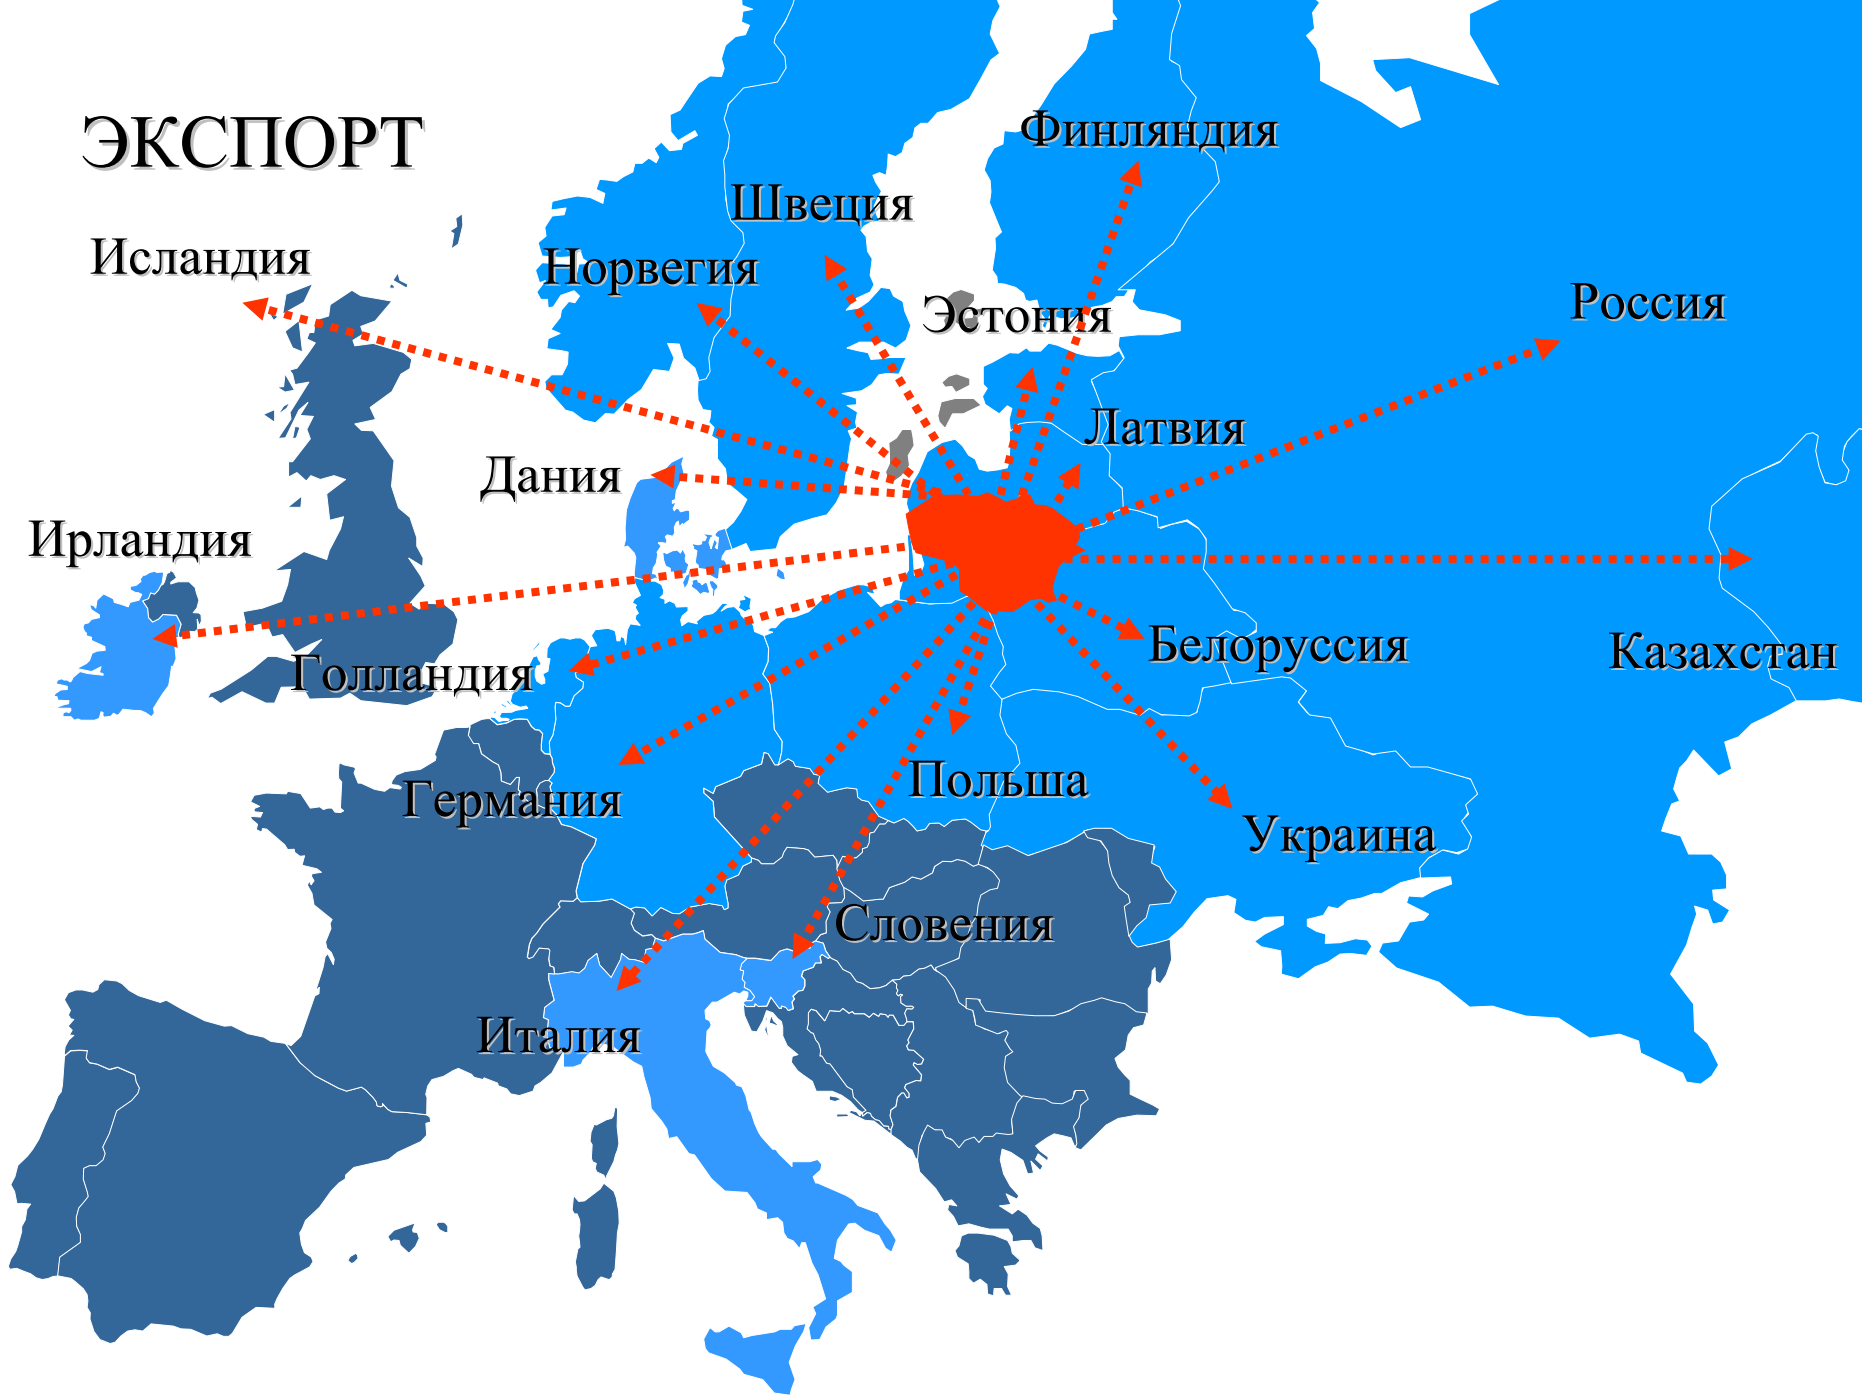 ЭКСПОРТ
Финляндия
Швеция
Исландия
Норвегия
Эстония
Россия
Латвия
Дания
Ирландия
Белоруссия
Казахстан
Голландия
Польша
Германия
Украина
Словения
Италия